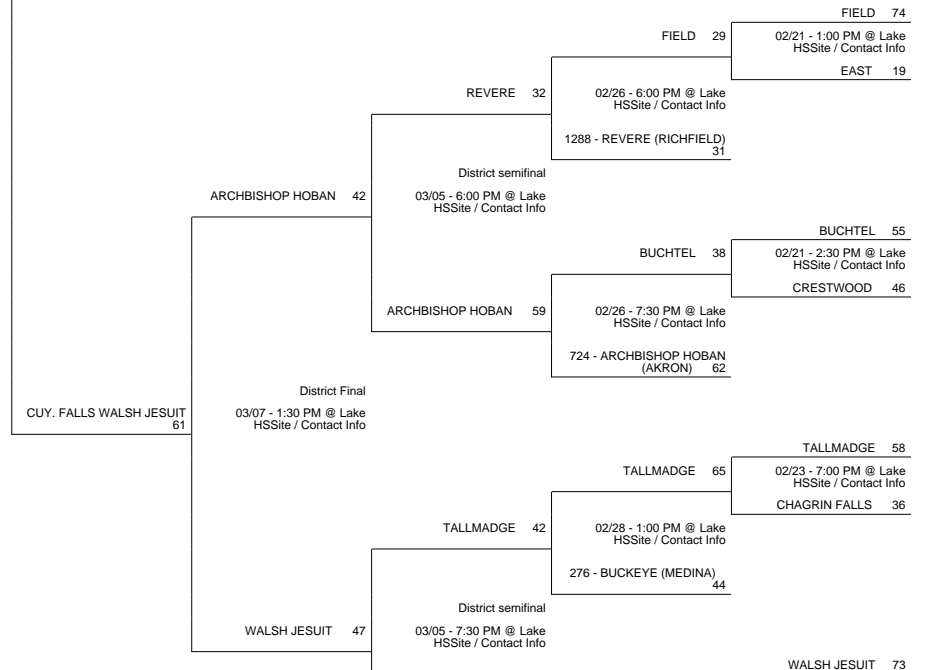 FIELD 74
FIELD 29
02/21 - 1:00 PM @ Lake
HSSite / Contact Info
EAST 19
REVERE 32
02/26 - 6:00 PM @ Lake
HSSite / Contact Info
1288 - REVERE (RICHFIELD)
31
District semifinal
ARCHBISHOP HOBAN 42
03/05 - 6:00 PM @ Lake
HSSite / Contact Info
BUCHTEL 55
BUCHTEL 38
02/21 - 2:30 PM @ Lake
HSSite / Contact Info
CRESTWOOD 46
ARCHBISHOP HOBAN 59
02/26 - 7:30 PM @ Lake
HSSite / Contact Info
724 - ARCHBISHOP HOBAN
(AKRON) 62
District Final
CUY. FALLS WALSH JESUIT
61
03/07 - 1:30 PM @ Lake
HSSite / Contact Info
TALLMADGE 58
TALLMADGE 65
02/23 - 7:00 PM @ Lake
HSSite / Contact Info
CHAGRIN FALLS 36
TALLMADGE 42
02/28 - 1:00 PM @ Lake
HSSite / Contact Info
276 - BUCKEYE (MEDINA)
44
District semifinal
WALSH JESUIT 47
03/05 - 7:30 PM @ Lake
HSSite / Contact Info
WALSH JESUIT 73